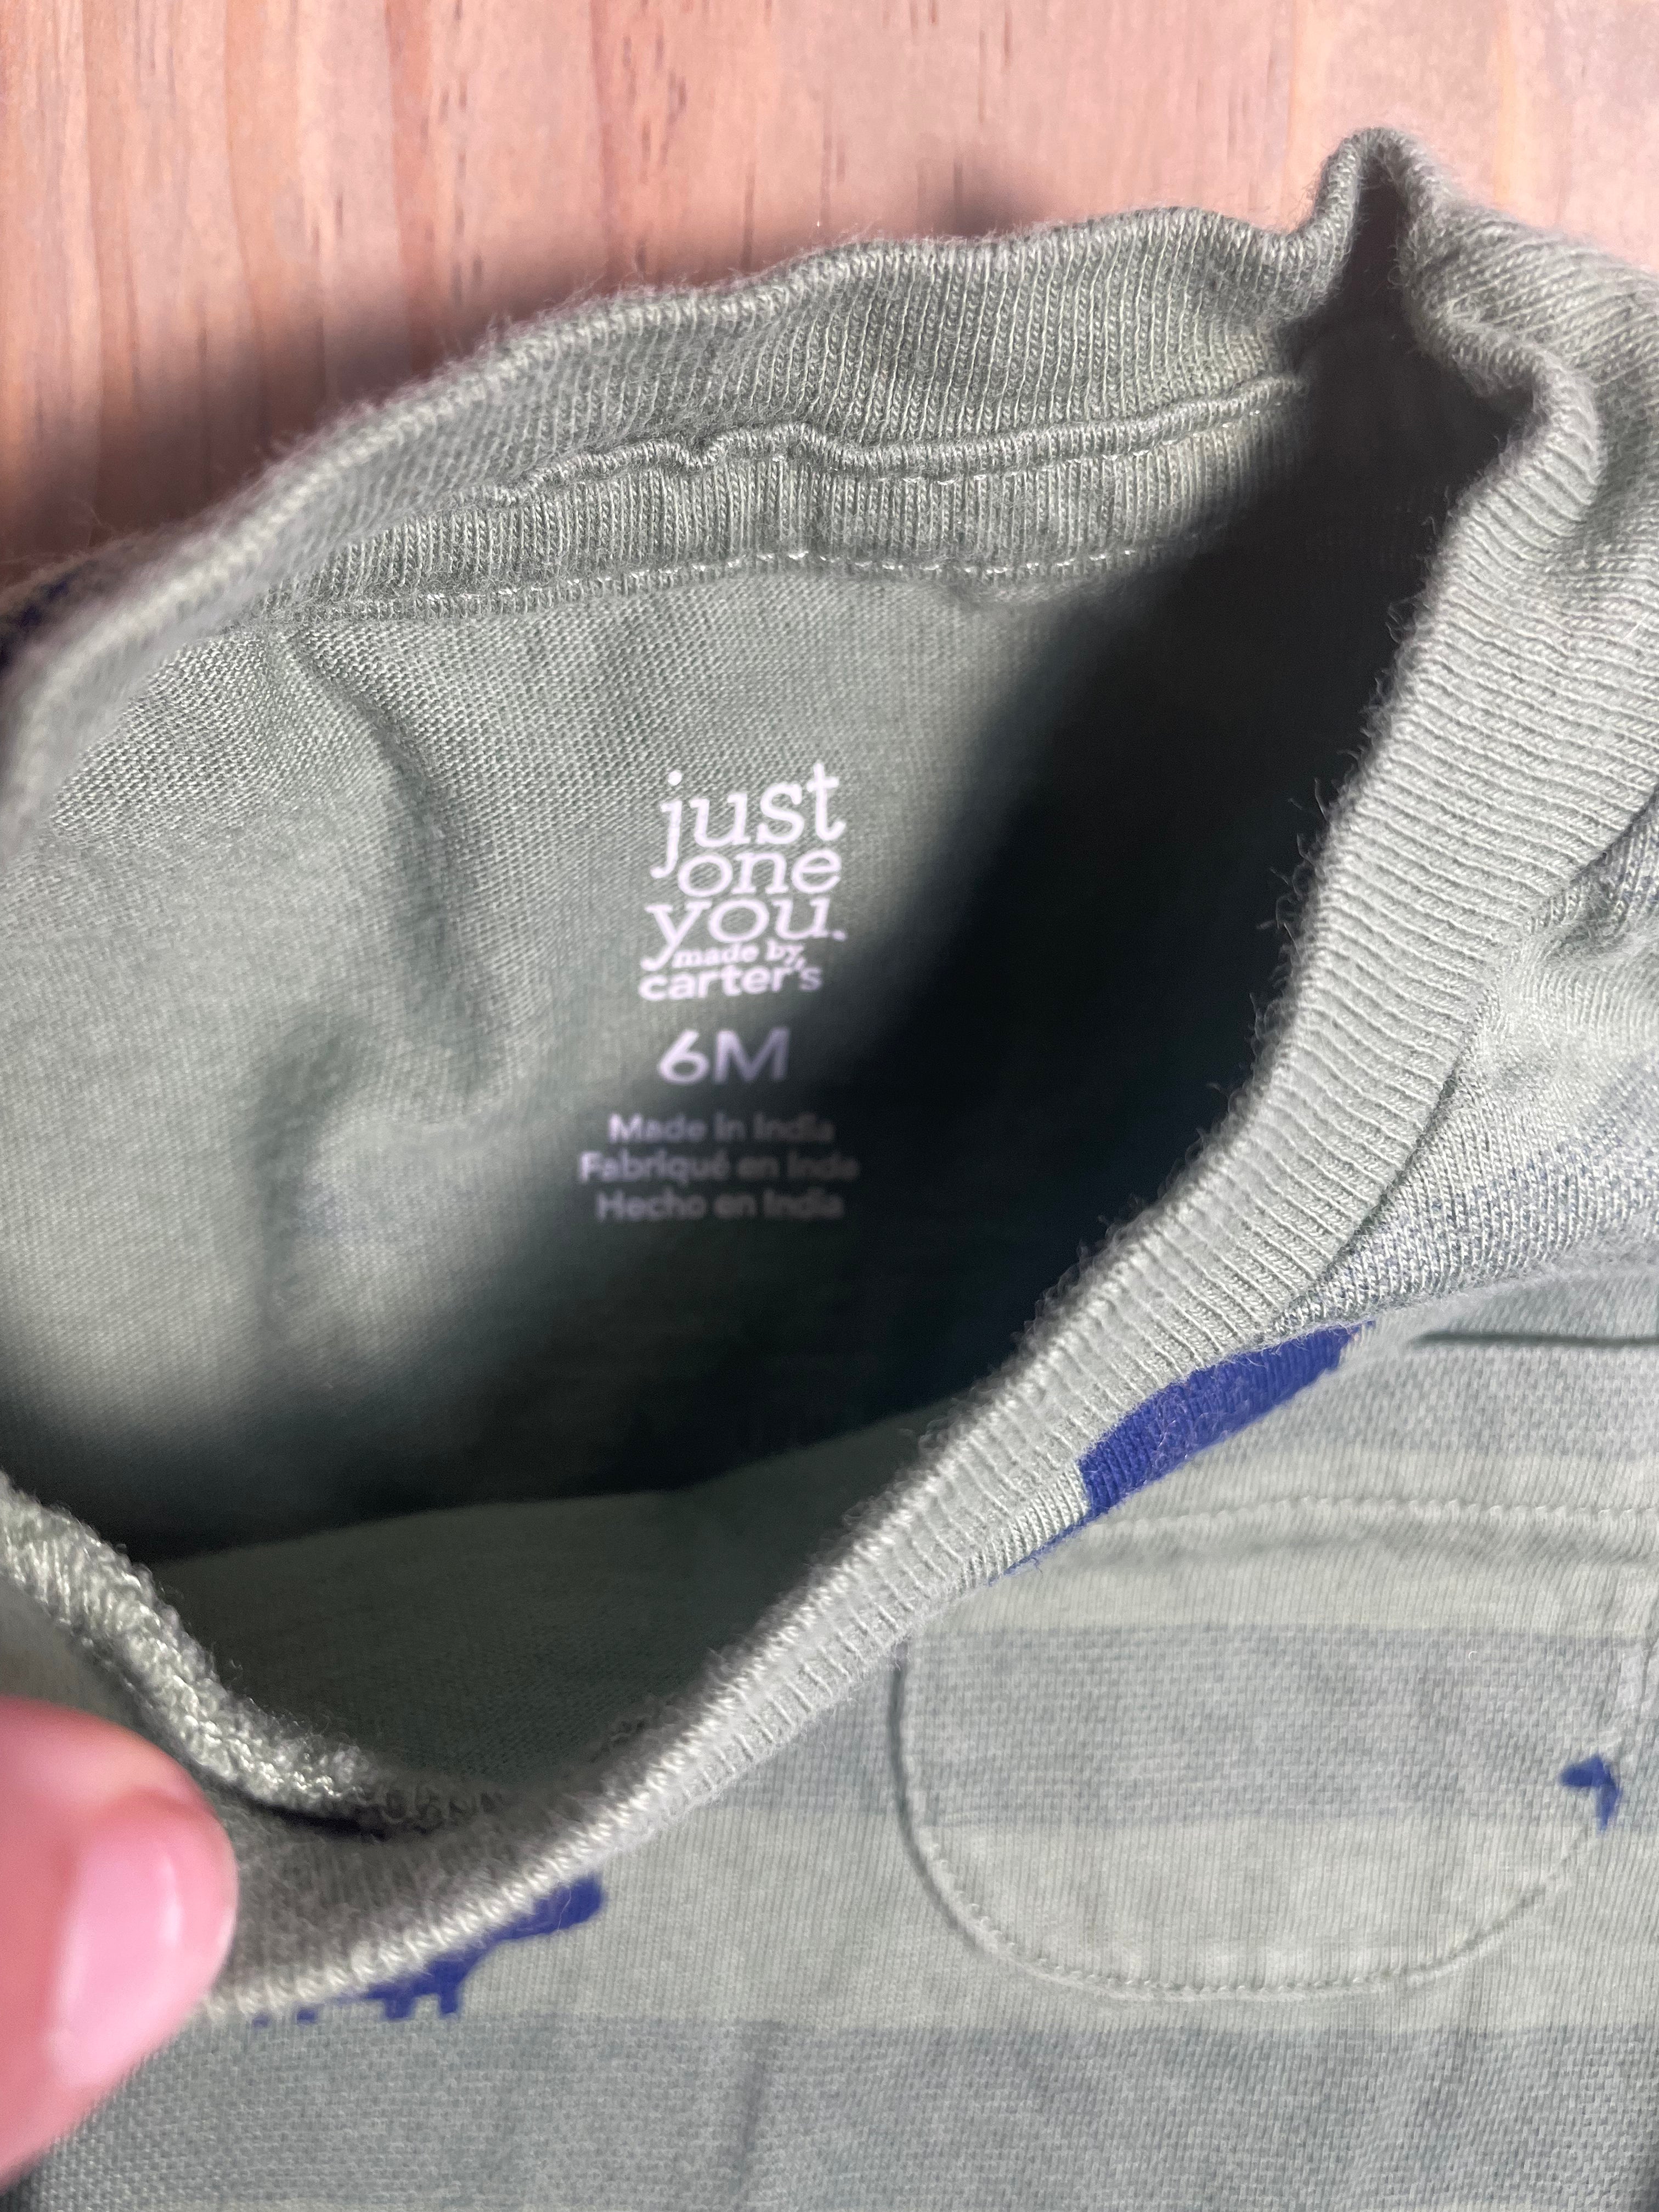 just
one
you.
made by
carter's
6M
Made in India
Fabriqué en Inde
Hecho en India